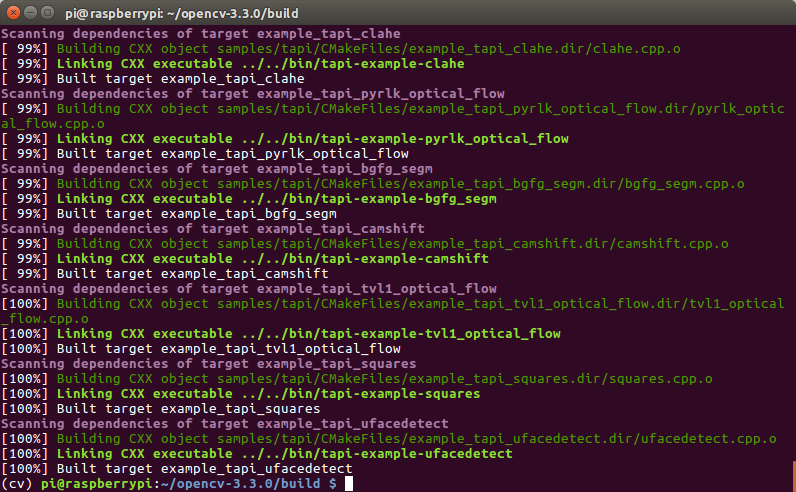 pi@raspberrypi: ~/opencv-3.3.0/build
Scanning dependencies of target example_tapi_clahe
[ 99%] Building CXX object samples/tapi/CMakeFiles/example_tapi_clahe.dir/clahe.cpp.o
[ 99%] Linking CXX executable ../../bin/tapi-example-clahe
[ 99%] Built target example_tapi_clahe
Scanning dependencies of target example_tapi_pyrlk_optical_flow
[ 99%] Building CXX object samples/tapi/CMakeFiles/example_tapi_pyrlk_optical_flow.dir/pyrlk_optic
al_flow.cpp.o
[ 99%] Linking CXX executable ../../bin/tapi-example-pyrlk_optical_flow
[ 99%] Built target example_tapi_pyrlk_optical_flow
Scanning dependencies of target example_tapi_bgfg_segm
[ 99%] Building CXX object samples/tapi/CMakeFiles/example_tapi_bgfg_segm.dir/bgfg_segm.cpp.o
[ 99%] Linking CXX executable ../../bin/tapi-example-bgfg_segm
[ 99%] Built target example_tapi_bgfg_segm
Scanning dependencies of target example_tapi_camshift
[ 99%] Building CXX object samples/tapi/CMakeFiles/example_tapi_camshift.dir/camshift.cpp.o
[ 99%] Linking CXX executable ../../bin/tapi-example-camshift
[ 99%] Built target example_tapi_camshift
Scanning dependencies of target example_tapi_tvl1_optical_flow
[100%] Building CXX object samples/tapi/CMakeFiles/example_tapi_tvl1_optical_flow.dir/tvl1_optical
_flow.cpp.o
[100%] Linking CXX executable ../../bin/tapi-example-tvl1_optical_flow
[100%] Built target example_tapi_tvl1_optical_flow
Scanning dependencies of target example_tapi_squares
[100%] Building CXX object samples/tapi/CMakeFiles/example_tapi_squares.dir/squares.cpp.o
[100%] Linking CXX executable ../../bin/tapi-example-squares
[100%] Built target example_tapi_squares
Scanning dependencies of target example_tapi_ufacedetect
[100%] Building CXX object samples/tapi/CMakeFiles/example_tapi_ufacedetect.dir/ufacedetect.cpp.o
[100%] Linking CXX executable ../../bin/tapi-example-ufacedetect
[100%] Built target example_tapi_ufacedetect
(cv) pi@raspberrypi:~/opencv-3.3.0/build $